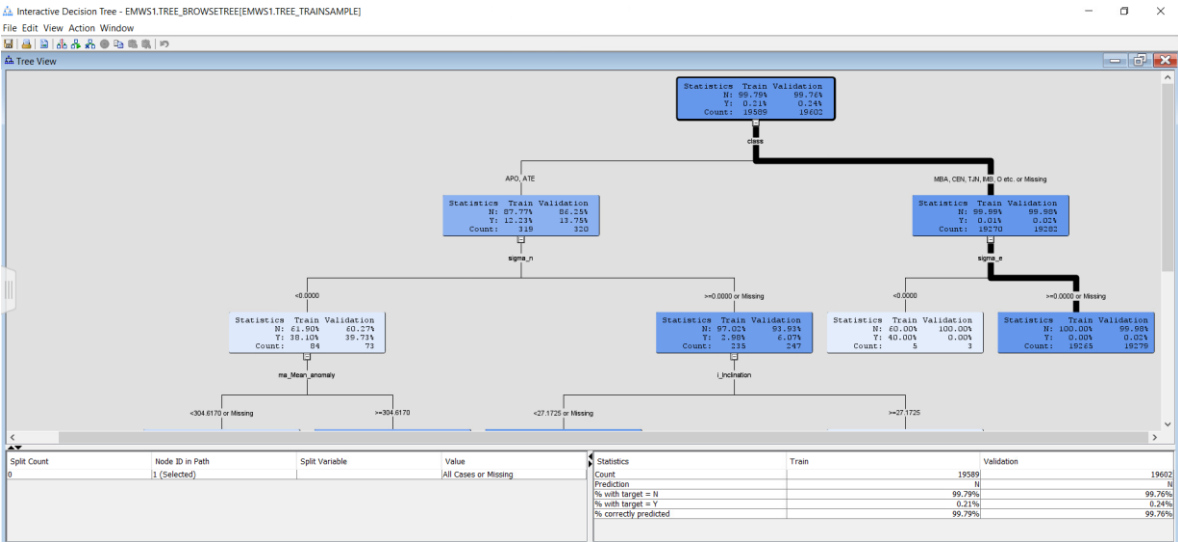 Interactive Decision Tree - EMWS1.TREE_BROWSETREE[EMWS1.TREE_TRAINSAMPLE]
File Edit View Action Window
Tree View
Statistics Train Validation
N: 99.79% 99.76%
Y: 0.21% 0.24%
Count: 19589 19602
class
APO, ATE
MBA, CEN, TJN, IMB, O etc. or Missing
Statistics Train Validation
N: 87.77% 86.25%
Y: 12.23% 13.75%
Count: 319 320
Statistics Train Validation
N: 99.99% 99.98%
Y: 0.01% 0.02%
Count: 19270 19282
sigma_n
sigma_e
<0.0000
>=0.0000 or Missing
<0.0000
>=0.0000 or Missing
Statistics Train Validation
N: 61.90% 60.27%
Y: 38.10% 39.73%
Count: 84 73
Statistics Train Validation
N: 97.02% 93.93%
Y: 2.98% 6.07%
Count: 235 247
Statistics Train Validation
N: 60.00% 100.00%
Y: 40.00% 0.00%
Count: 5 3
Statistics Train Validation
N: 100.00% 99.98%
Y: 0.00% 0.02%
Count: 19265 19279
ma_Mean_anomaly
i_Inclination
<304.6170 or Missing
>=304.6170
<27.1725 or Missing
>=27.1725
Split Count Node ID in Path Split Variable Value
0 1 (Selected) All Cases or Missing
Statistics Train Validation
Count 19589 19602
Prediction N N
% with target = N 99.79% 99.76%
% with target = Y 0.21% 0.24%
% correctly predicted 99.79% 99.76%